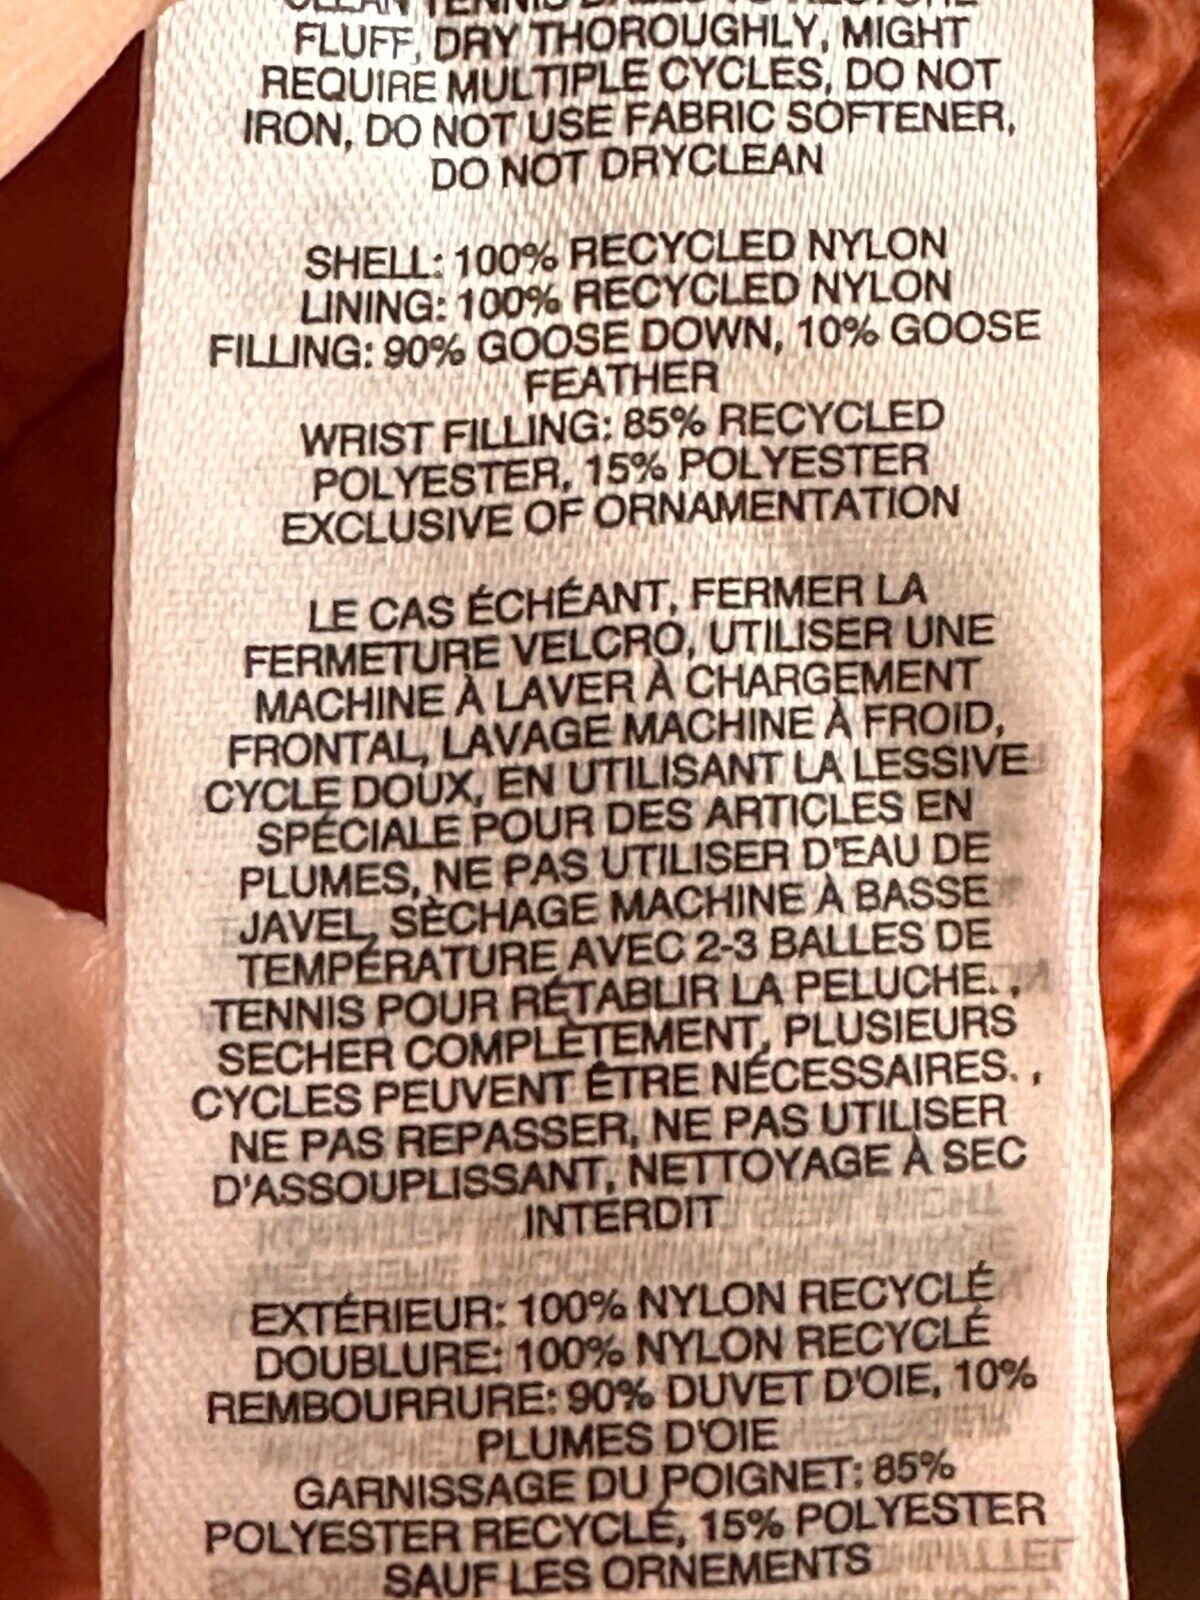 CLEAN TENNIS BALLS TO RESTORE
FLUFF, DRY THOROUGHLY, MIGHT
REQUIRE MULTIPLE CYCLES, DO NOT
IRON, DO NOT USE FABRIC SOFTENER,
DO NOT DRYCLEAN
SHELL: 100% RECYCLED NYLON
LINING: 100% RECYCLED NYLON
FILLING: 90% GOOSE DOWN, 10% GOOSE
FEATHER
WRIST FILLING: 85% RECYCLED
POLYESTER, 15% POLYESTER
EXCLUSIVE OF ORNAMENTATION
LE CAS ÉCHÉANT, FERMER LA
FERMETURE VELCRO, UTILISER UNE
MACHINE À LAVER À CHARGEMENT
FRONTAL, LAVAGE MACHINE À FROID,
CYCLE DOUX, EN UTILISANT LA LESSIVE
SPÉCIALE POUR DES ARTICLES EN
PLUMES, NE PAS UTILISER D'EAU DE
JAVEL, SÈCHAGE MACHINE À BASSE
TEMPÉRATURE AVEC 2-3 BALLES DE
TENNIS POUR RÉTABLIR LA PELUCHE. ,
SECHER COMPLÈTEMENT, PLUSIEURS
CYCLES PEUVENT ÊTRE NÉCESSAIRES. ,
NE PAS REPASSER, NE PAS UTILISER
D'ASSOUPLISSANT, NETTOYAGE À SEC
INTERDIT
EXTÉRIEUR: 100% NYLON RECYCLÉ
DOUBLURE: 100% NYLON RECYCLÉ
REMBOURRURE: 90% DUVET D'OIE, 10%
PLUMES D'OIE
GARNISSAGE DU POIGNET: 85%
POLYESTER RECYCLÉ, 15% POLYESTER
SAUF LES ORNEMENTS